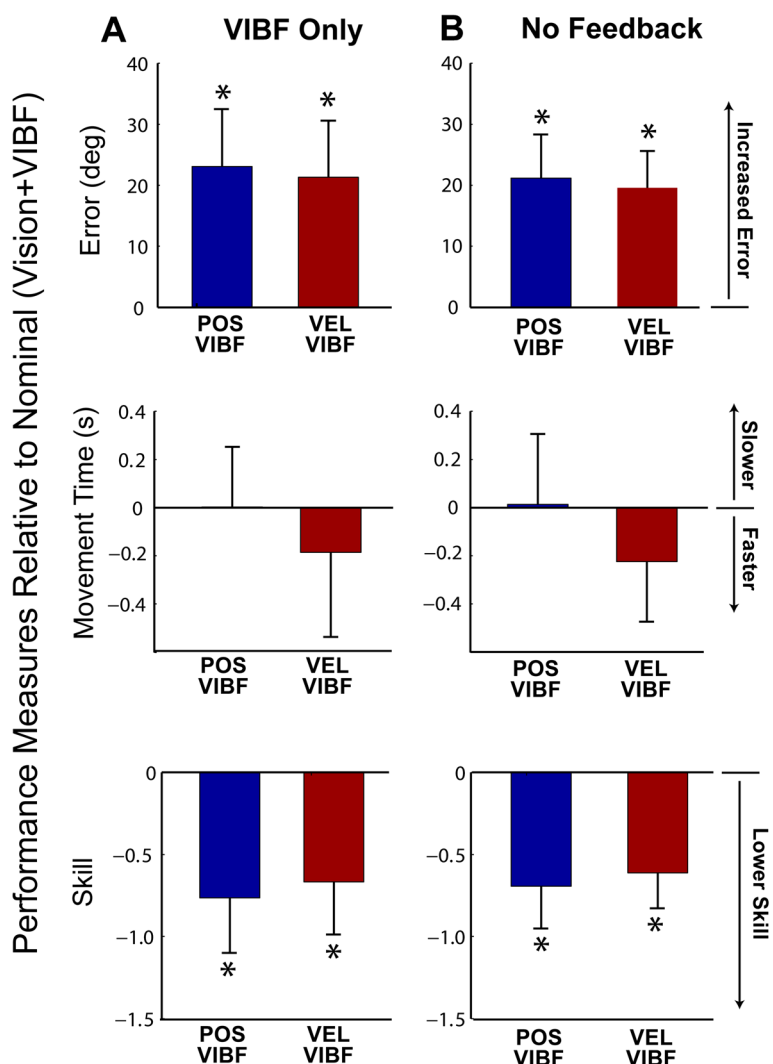 Performance Measures Relative to Nominal (Vision+VIBF)
A
VIBF Only
B
No Feedback
Error (deg)
40
30
20
10
0
*
*
POS
VIBF
VEL
VIBF
40
30
20
10
0
*
*
POS
VIBF
VEL
VIBF
Increased Error
Movement Time (s)
0.4
0.2
0
−0.2
−0.4
POS
VIBF
VEL
VIBF
0.4
0.2
0
−0.2
−0.4
POS
VIBF
VEL
VIBF
Slower
Faster
Skill
0
−0.5
−1.0
−1.5
*
*
POS
VIBF
VEL
VIBF
0
−0.5
−1.0
−1.5
*
*
POS
VIBF
VEL
VIBF
Lower Skill